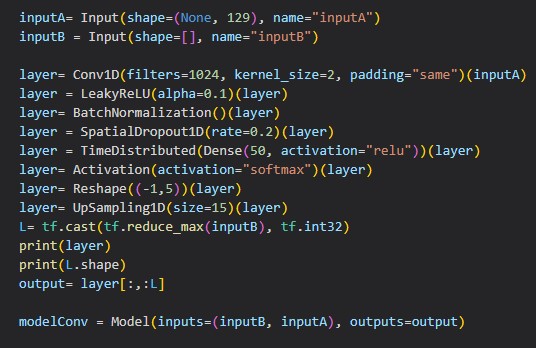 inputA= Input(shape=(None, 129), name="inputA")
inputB = Input(shape=[], name="inputB")
layer= Conv1D(filters=1024, kernel_size=2, padding="same")(inputA)
layer = LeakyReLU(alpha=0.1)(layer)
layer = BatchNormalization()(layer)
layer = SpatialDropout1D(rate=0.2)(layer)
layer = TimeDistributed(Dense(50, activation="relu"))(layer)
layer= Activation(activation="softmax")(layer)
layer= Reshape((-1,5))(layer)
layer= UpSampling1D(size=15)(layer)
L= tf.cast(tf.reduce_max(inputB), tf.int32)
print(layer)
print(L.shape)
output= layer[:,:L]
modelConv = Model(inputs=(inputB, inputA), outputs=output)